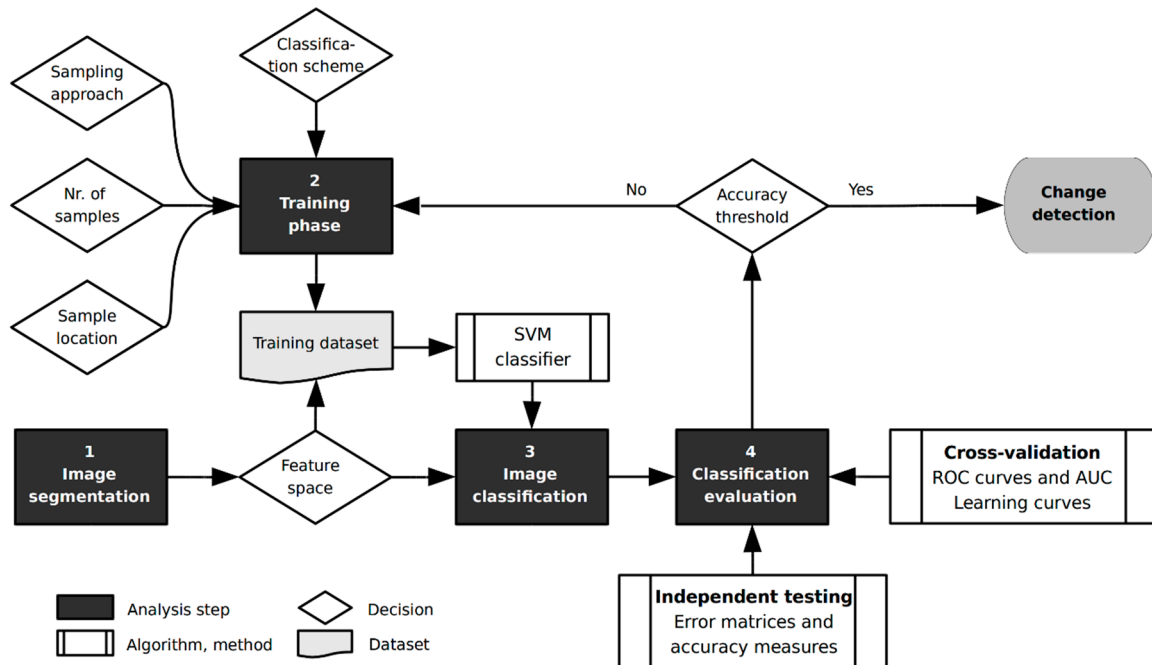 Classifica-
tion scheme
Sampling
approach
Nr. of
samples
Sample
location
2
Training
phase
No
Accuracy
threshold
Yes
Change
detection
Training dataset
SVM
classifier
1
Image
segmentation
Feature
space
3
Image
classification
4
Classification
evaluation
Cross-validation
ROC curves and AUC
Learning curves
Independent testing
Error matrices and
accuracy measures
Analysis step
Decision
Algorithm, method
Dataset